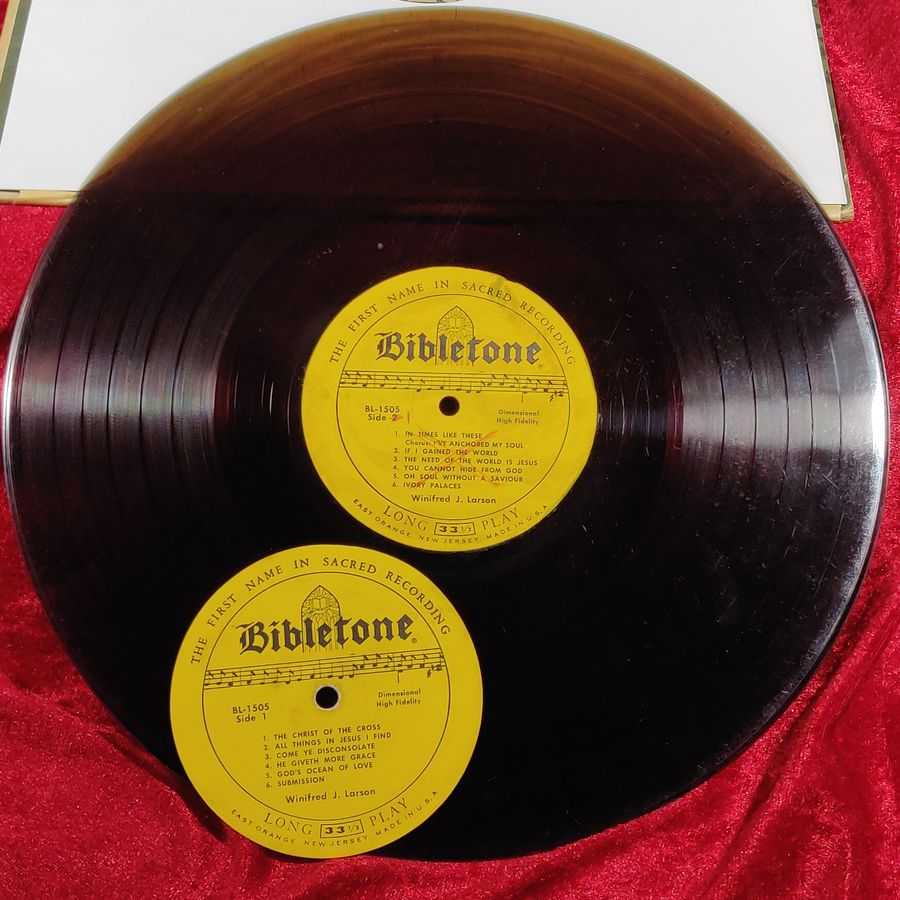 THE FIRST NAME IN SACRED RECORDING
Bibletone
BL-1505
Side 2 1
Dimensional
High Fidelity
1. IN TIMES LIKE THESE
Chorus: I'VE ANCHORED MY SOUL
2. IF I GAINED THE WORLD
3. THE NEED OF THE WORLD IS JESUS
4. YOU CANNOT HIDE FROM GOD
5. OH SOUL WITHOUT A SAVIOUR
6. IVORY PALACES
Winifred J. Larson
LONG 33 1/3 PLAY
EAST ORANGE, NEW JERSEY, MADE IN U.S.A
THE FIRST NAME IN SACRED RECORDING
Bibletone®
BL-1505
Side 1
Dimensional
High Fidelity
1. THE CHRIST OF THE CROSS
2. ALL THINGS IN JESUS I FIND
3. COME YE DISCONSOLATE
4. HE GIVETH MORE GRACE
5. GOD'S OCEAN OF LOVE
6. SUBMISSION
Winifred J. Larson
LONG 33 1/3 PLAY
EAST ORANGE, NEW JERSEY, MADE IN U.S.A